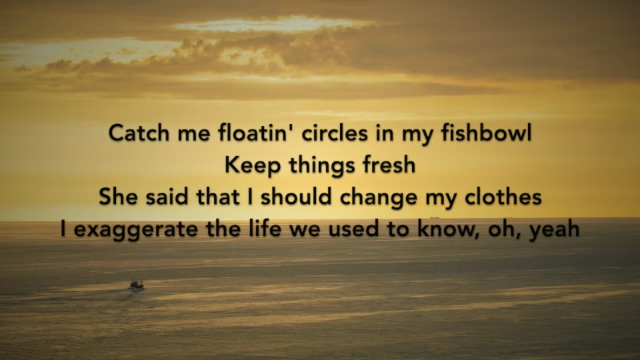 Catch me floatin' circles in my fishbowl
Keep things fresh
She said that I should change my clothes
I exaggerate the life we used to know, oh, yeah